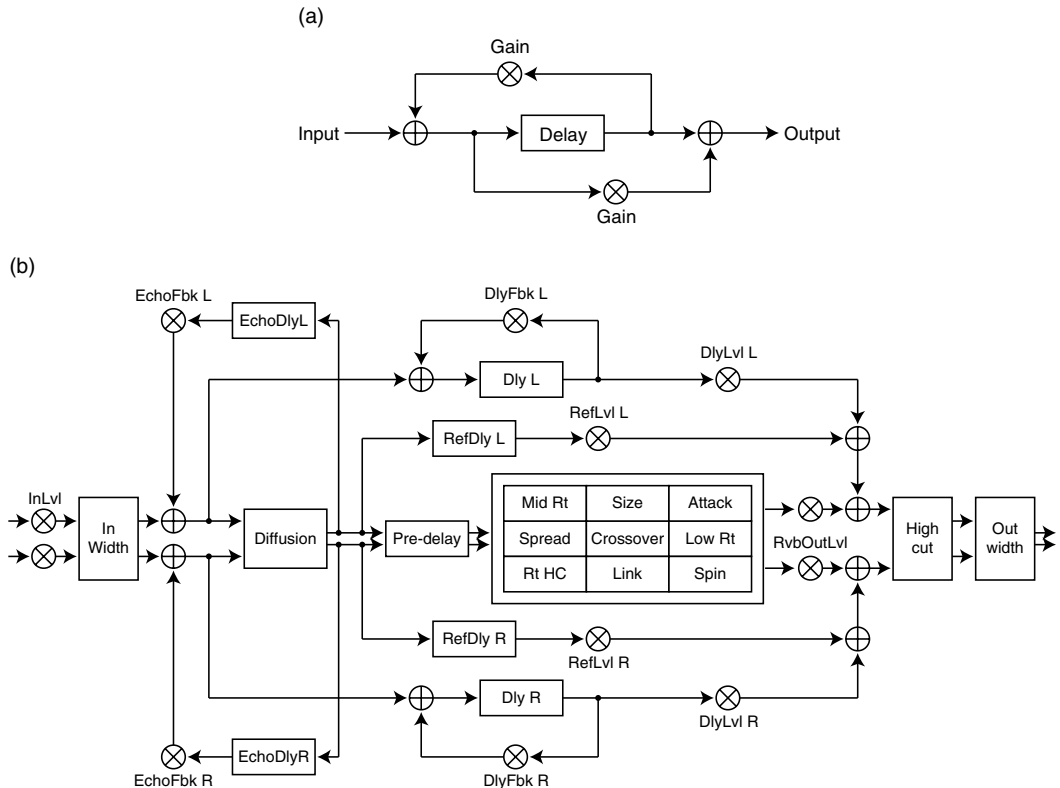 (a)
Gain
Input
Delay
Output
Gain
(b)
EchoFbk L
EchoDlyL
DlyFbk L
Dly L
DlyLvl L
RefDly L
RefLvl L
InLvl
In
Width
Diffusion
Pre-delay
Mid Rt
Size
Attack
Spread
Crossover
Low Rt
Rt HC
Link
Spin
RvbOutLvl
High
cut
Out
width
RefDly R
RefLvl R
Dly R
DlyLvl R
EchoDlyR
EchoFbk R
DlyFbk R